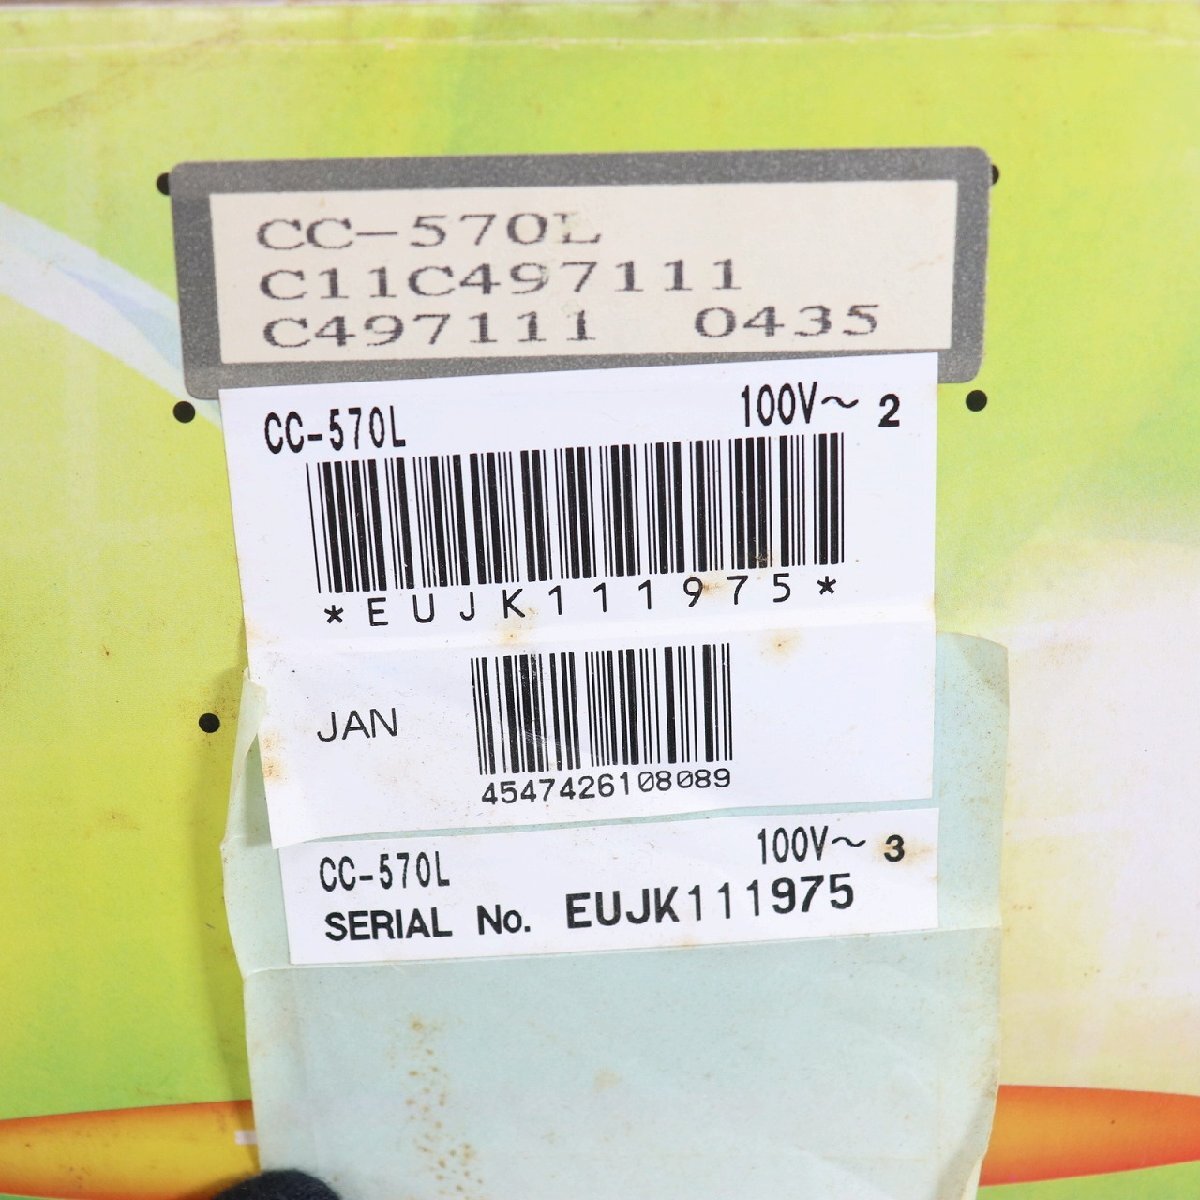 CC-570L
C11C497111
C497111 0435
CC-570L 100V~ 2
*EUJK111975*
JAN
4547426108089
CC-570L 100V~ 3
SERIAL No. EUJK111975